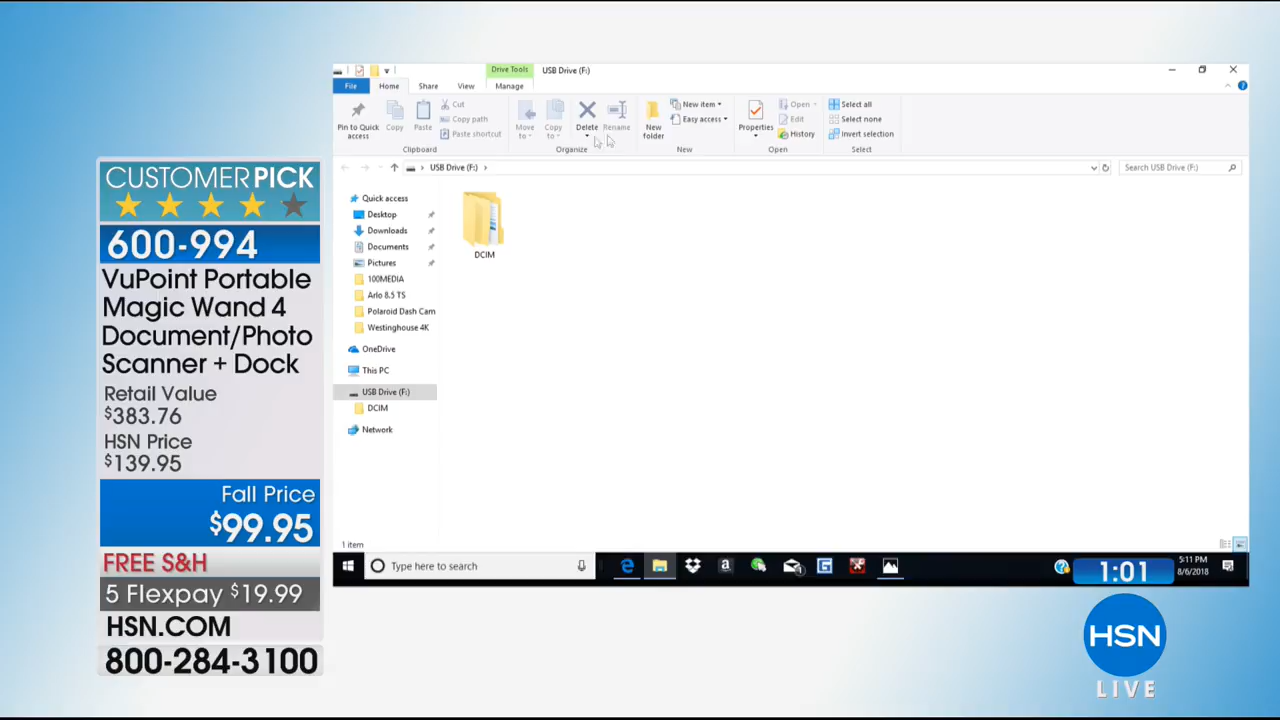 CUSTOMER PICK
600-994
VuPoint Portable
Magic Wand 4
Document/Photo
Scanner + Dock
Retail Value
$383.76
HSN Price
$139.95
Fall Price
$99.95
FREE S&H
5 Flexpay $19.99
HSN.COM
800-284-3100
Drive Tools
USB Drive (F:)
File
Home
Share
View
Manage
Pin to Quick
access
Copy
Paste
Cut
Copy path
Paste shortcut
Clipboard
Move
to
Copy
to
Delete
Rename
Organize
New
folder
New item
Easy access
New
Properties
Open
Edit
History
Open
Select all
Select none
Invert selection
Select
USB Drive (F:)
Search USB Drive (F:)
Quick access
Desktop
Downloads
Documents
Pictures
100MEDIA
Arlo 8.5 TS
Polaroid Dash Cam
Westinghouse 4K
OneDrive
This PC
USB Drive (F:)
DCIM
Network
DCIM
1 item
Type here to search
1:01
5:11 PM
8/6/2018
HSN
LIVE